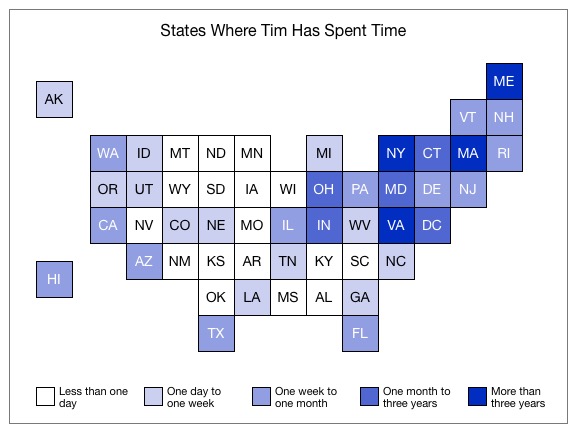 States Where Tim Has Spent Time
ME
AK
VT NH
WA ID MT ND MN MI NY CT MA RI
OR UT WY SD IA WI OH PA MD DE NJ
CA NV CO NE MO IL IN WV VA DC
HI AZ NM KS AR TN KY SC NC
OK LA MS AL GA
TX FL
Less than one
day
One day to
one week
One week to
one month
One month to
three years
More than
three years